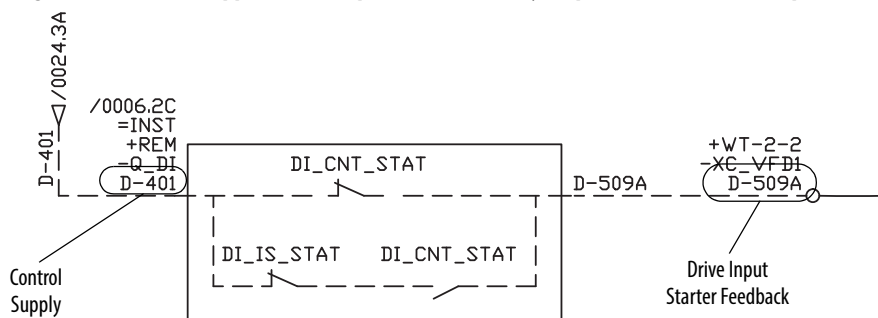 /0024.3A
D-401
/0006.2C
=INST
+REM
-Q_DI
D-401
DI_CNT_STAT
D-509A
+WT-2-2
-XC_VFD1
D-509A
DI_IS_STAT DI_CNT_STAT
Control
Supply
Drive Input
Starter Feedback